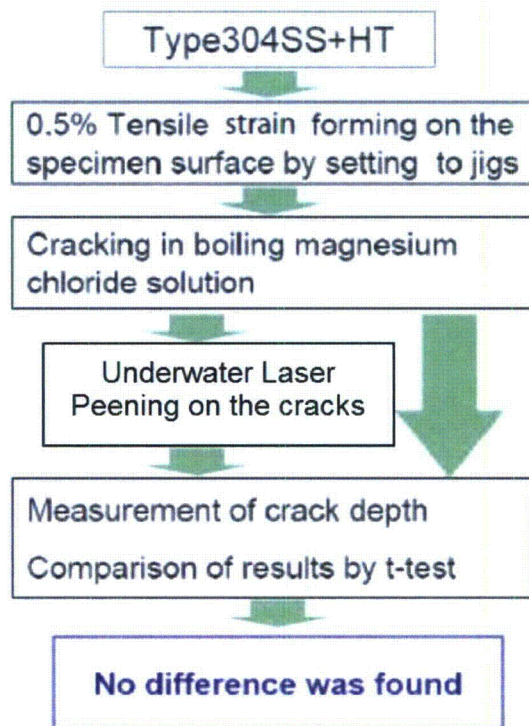 Type304SS+HT
0.5% Tensile strain forming on the
specimen surface by setting to jigs
Cracking in boiling magnesium
chloride solution
Underwater Laser
Peening on the cracks
Measurement of crack depth
Comparison of results by t-test
No difference was found